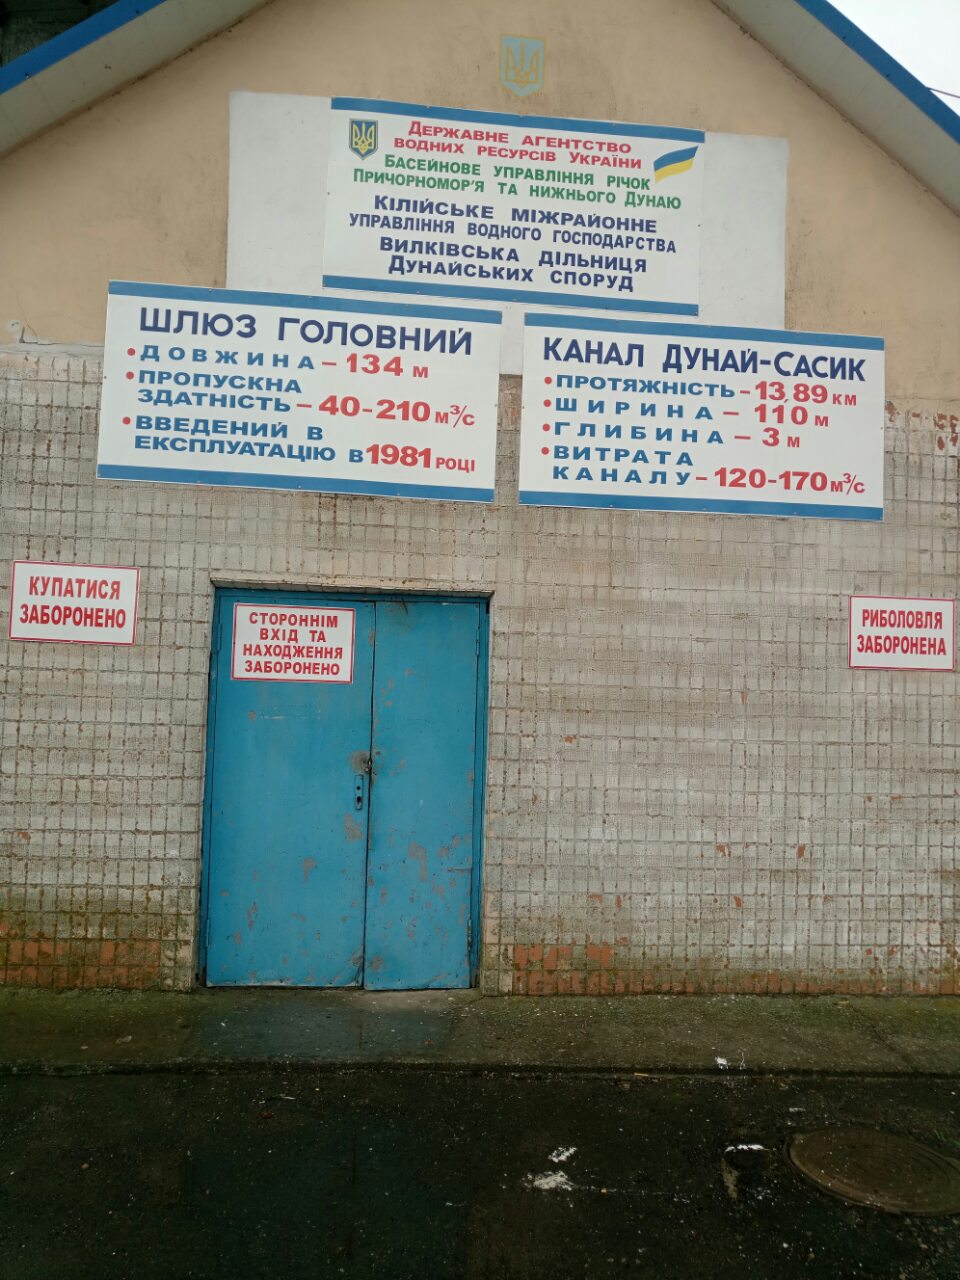 ДЕРЖАВНЕ АГЕНТСТВО
ВОДНИХ РЕСУРСІВ УКРАЇНИ
БАСЕЙНОВЕ УПРАВЛІННЯ РІЧОК
ПРИЧОРНОМОР'Я ТА НИЖНЬОГО ДУНАЮ
КІЛІЙСЬКЕ МІЖРАЙОННЕ
УПРАВЛІННЯ ВОДНОГО ГОСПОДАРСТВА
ВИЛКІВСЬКА ДІЛЬНИЦЯ
ДУНАЙСЬКИХ СПОРУД
ШЛЮЗ ГОЛОВНИЙ
• ДОВЖИНА – 134 м
• ПРОПУСКНА
ЗДАТНІСТЬ – 40-210 м³/с
• ВВЕДЕНИЙ В
ЕКСПЛУАТАЦІЮ В 1981 РОЦІ
КАНАЛ ДУНАЙ-САСИК
• ПРОТЯЖНІСТЬ – 13,89 КМ
• ШИРИНА – 110 м
• ГЛИБИНА – 3 м
• ВИТРАТА
КАНАЛУ – 120-170 м³/с
КУПАТИСЯ
ЗАБОРОНЕНО
СТОРОННІМ
ВХІД ТА
НАХОДЖЕННЯ
ЗАБОРОНЕНО
РИБОЛОВЛЯ
ЗАБОРОНЕНА